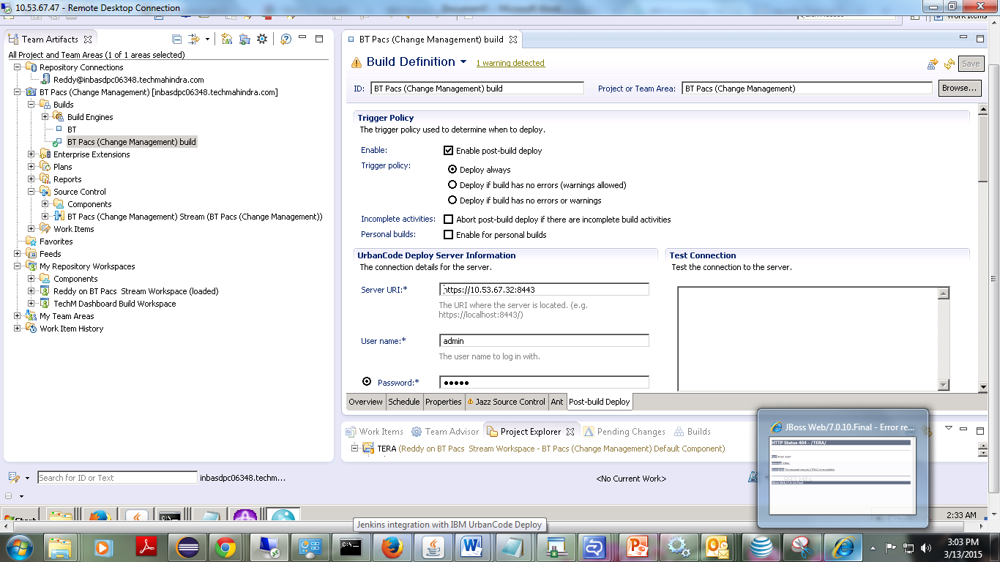 10.53.67.47 - Remote Desktop Connection
Team Artifacts
All Project and Team Areas (1 of 1 areas selected)
Repository Connections
Reddy@inbasdpc06348.techmahindra.com
BT Pacs (Change Management) [inbasdpc06348.techmahindra.com]
Builds
Build Engines
BT
BT Pacs (Change Management) build
Enterprise Extensions
Plans
Reports
Source Control
Components
BT Pacs (Change Management) Stream (BT Pacs (Change Management))
Work Items
Favorites
Feeds
My Repository Workspaces
Components
Reddy on BT Pacs Stream Workspace (loaded)
TechM Dashboard Build Workspace
My Team Areas
Work Item History
Search for ID or Text
inbasdpc06348.techm...
BT Pacs (Change Management) build
Build Definition
1 warning detected
Save
ID:
BT Pacs (Change Management) build
Project or Team Area:
BT Pacs (Change Management)
Browse...
Trigger Policy
The trigger policy used to determine when to deploy.
Enable:
Enable post-build deploy
Trigger policy:
Deploy always
Deploy if build has no errors (warnings allowed)
Deploy if build has no errors or warnings
Incomplete activities:
Abort post-build deploy if there are incomplete build activities
Personal builds:
Enable for personal builds
UrbanCode Deploy Server Information
The connection details for the server.
Server URI:*
https://10.53.67.32:8443
The URI where the server is located. (e.g.
https://localhost:8443/)
User name:*
admin
The user name to log in with.
Password:*
Test Connection
Test the connection to the server.
Overview
Schedule
Properties
Jazz Source Control
Ant
Post-build Deploy
Work Items
Team Advisor
Project Explorer
Pending Changes
Builds
TERA (Reddy on BT Pacs Stream Workspace - BT Pacs (Change Management) Default Component)
<No Current Work>
JBoss Web/7.0.10.Final - Error re...
HTTP Status 404 - /TERA/
993 Hits
2:33 AM
Jenkins integration with IBM UrbanCode Deploy
3:03 PM
3/13/2015